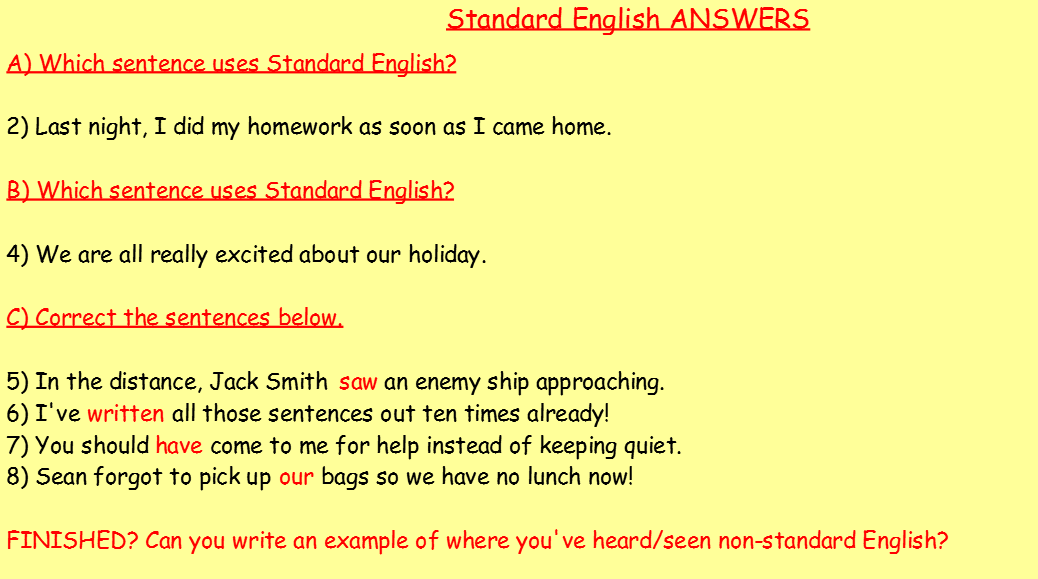 Standard English ANSWERS
A) Which sentence uses Standard English?
2) Last night, I did my homework as soon as I came home.
B) Which sentence uses Standard English?
4) We are all really excited about our holiday.
C) Correct the sentences below.
5) In the distance, Jack Smith saw an enemy ship approaching.
6) I've written all those sentences out ten times already!
7) You should have come to me for help instead of keeping quiet.
8) Sean forgot to pick up our bags so we have no lunch now!
FINISHED? Can you write an example of where you've heard/seen non-standard English?